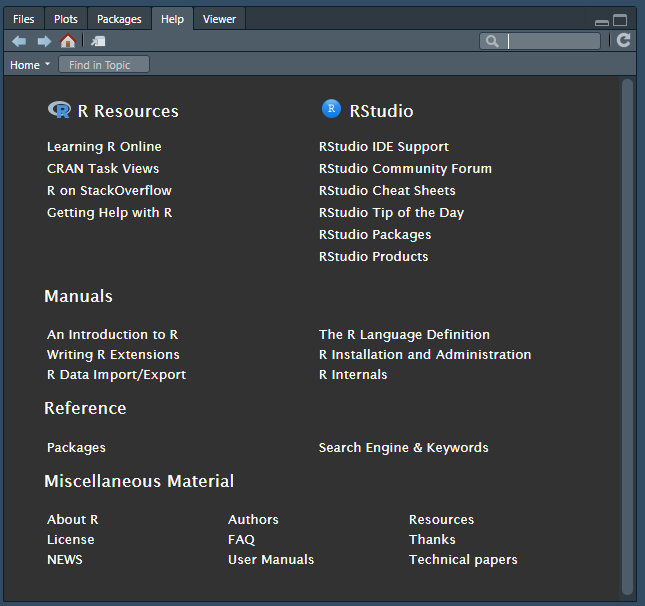 Files Plots Packages Help Viewer
Home Find in Topic
R R Resources
Learning R Online
CRAN Task Views
R on StackOverflow
Getting Help with R
R RStudio
RStudio IDE Support
RStudio Community Forum
RStudio Cheat Sheets
RStudio Tip of the Day
RStudio Packages
RStudio Products
Manuals
An Introduction to R The R Language Definition
Writing R Extensions R Installation and Administration
R Data Import/Export R Internals
Reference
Packages Search Engine & Keywords
Miscellaneous Material
About R Authors Resources
License FAQ Thanks
NEWS User Manuals Technical papers